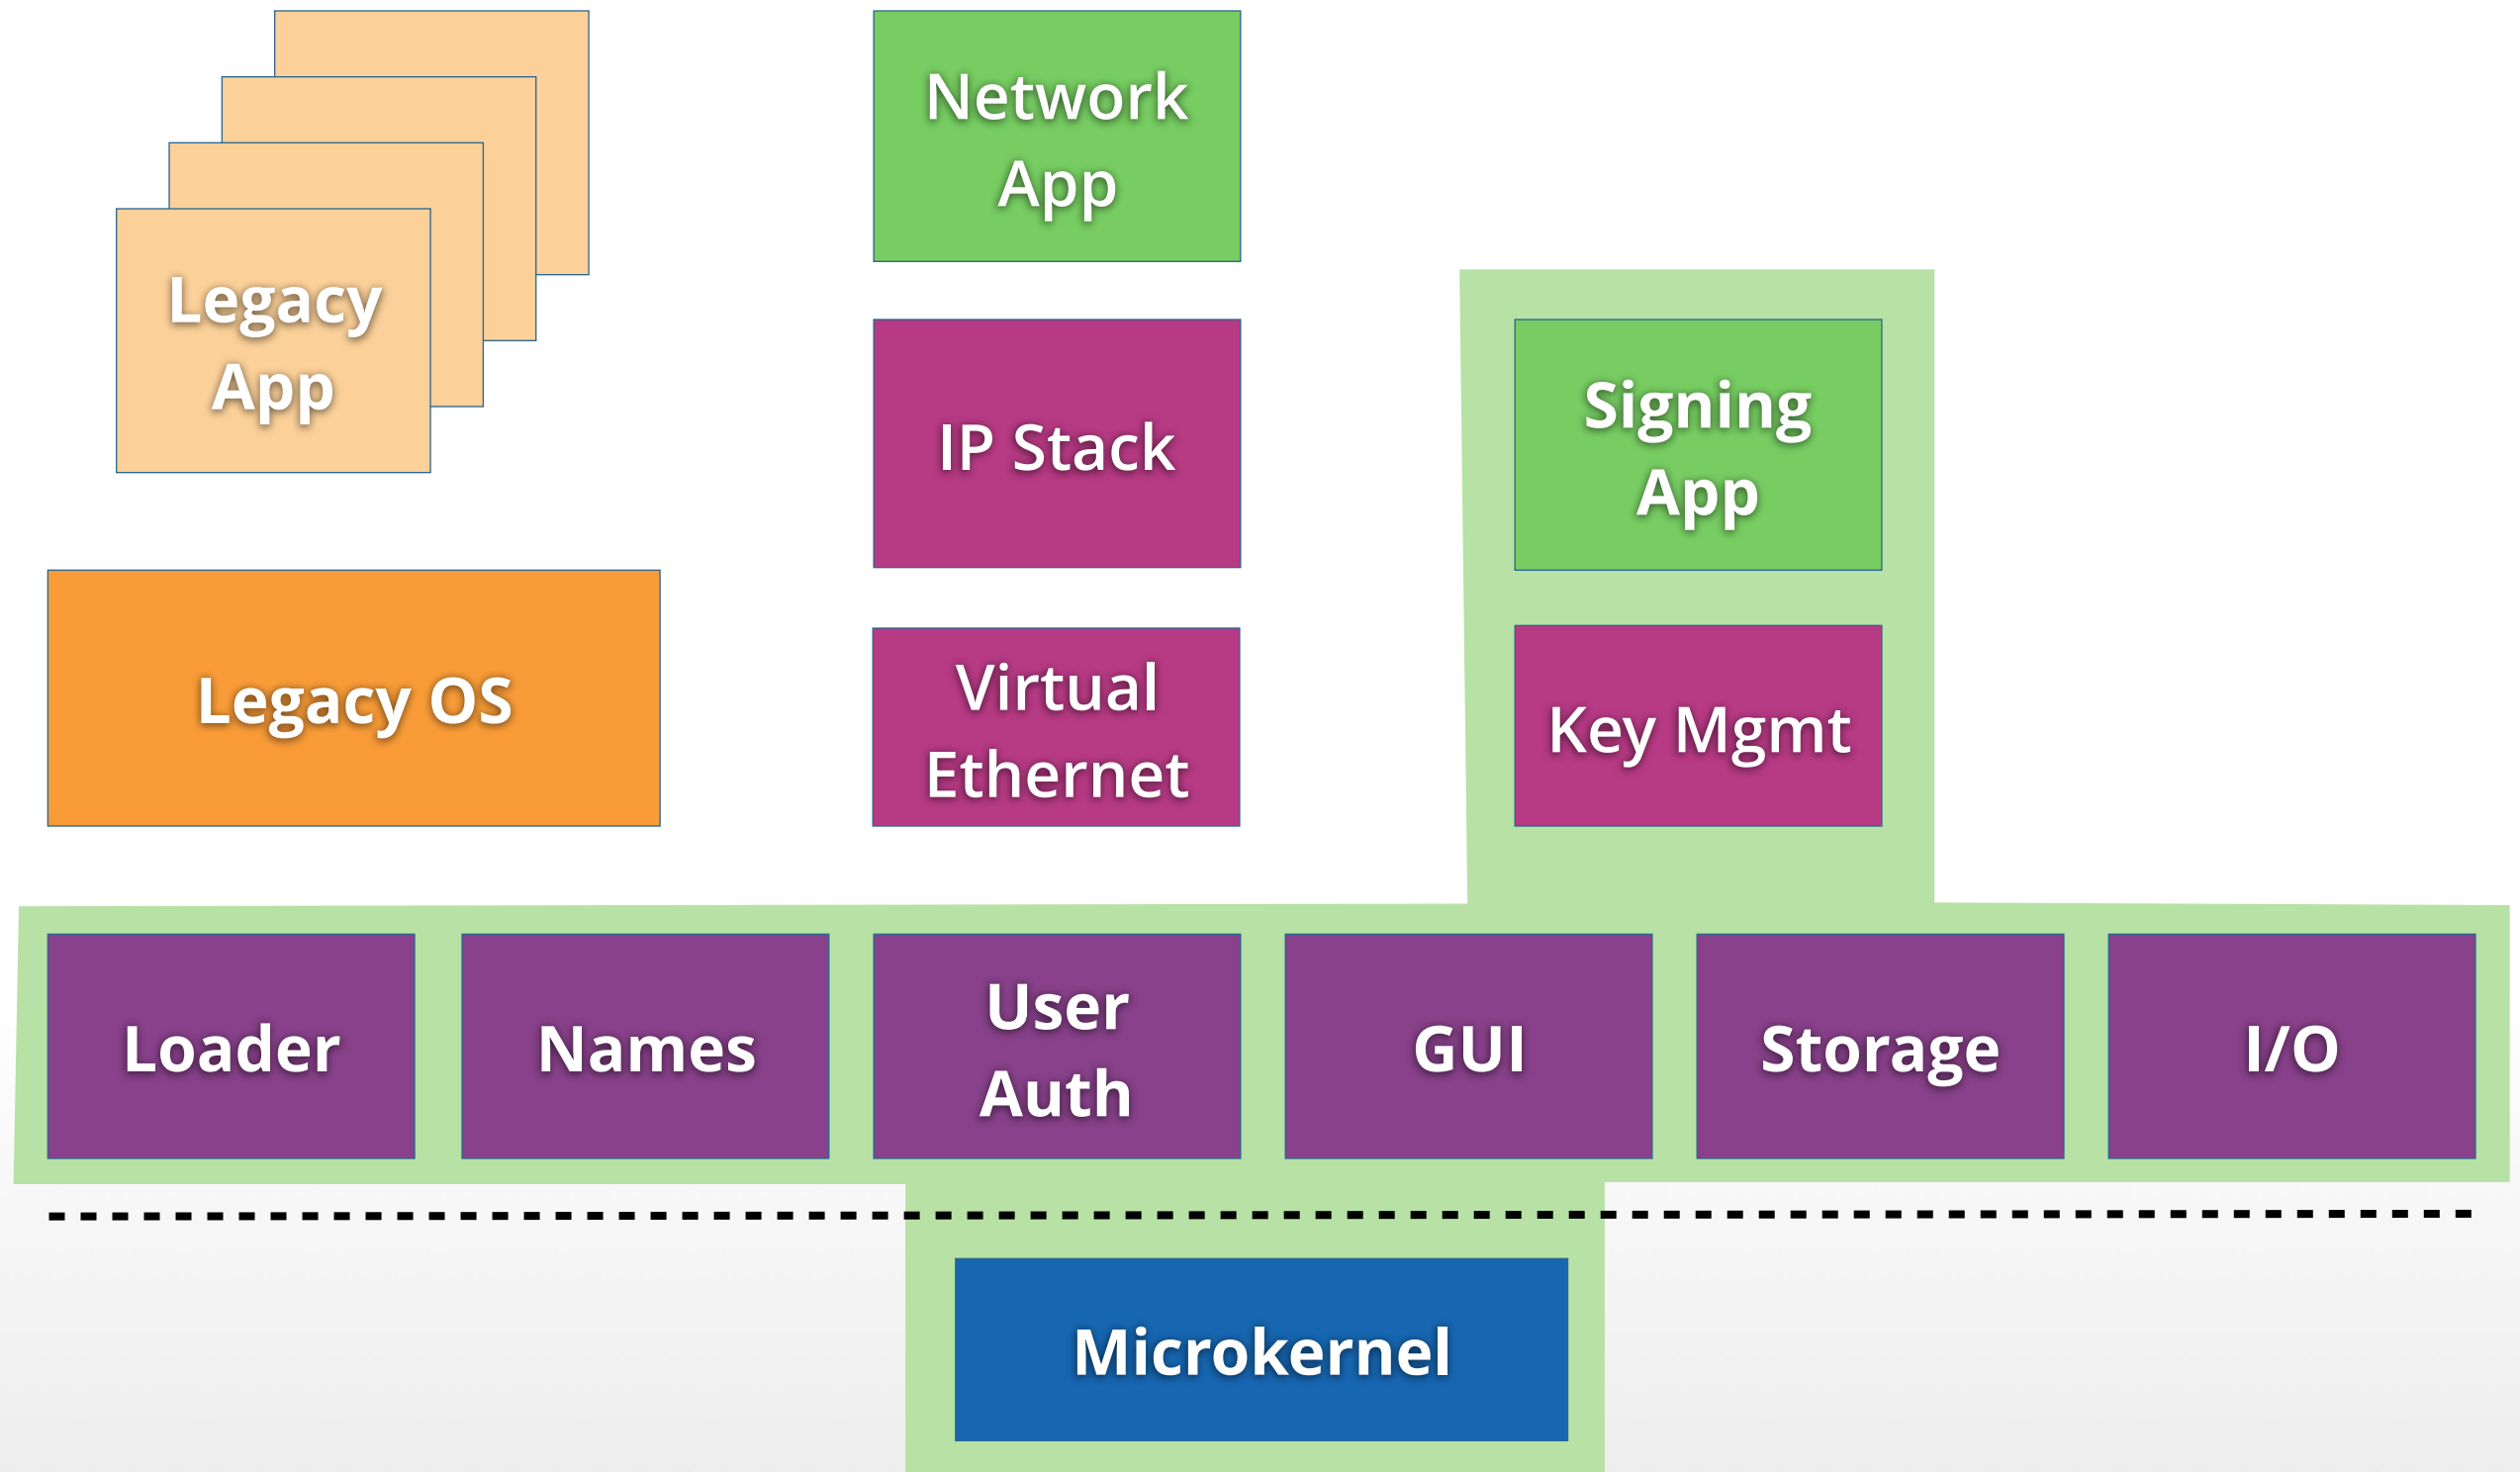 Network
App
Legacy
App
IP Stack
Signing
App
Legacy OS
Virtual
Ethernet
Key Mgmt
Loader
Names
User
Auth
GUI
Storage
I/O
Microkernel